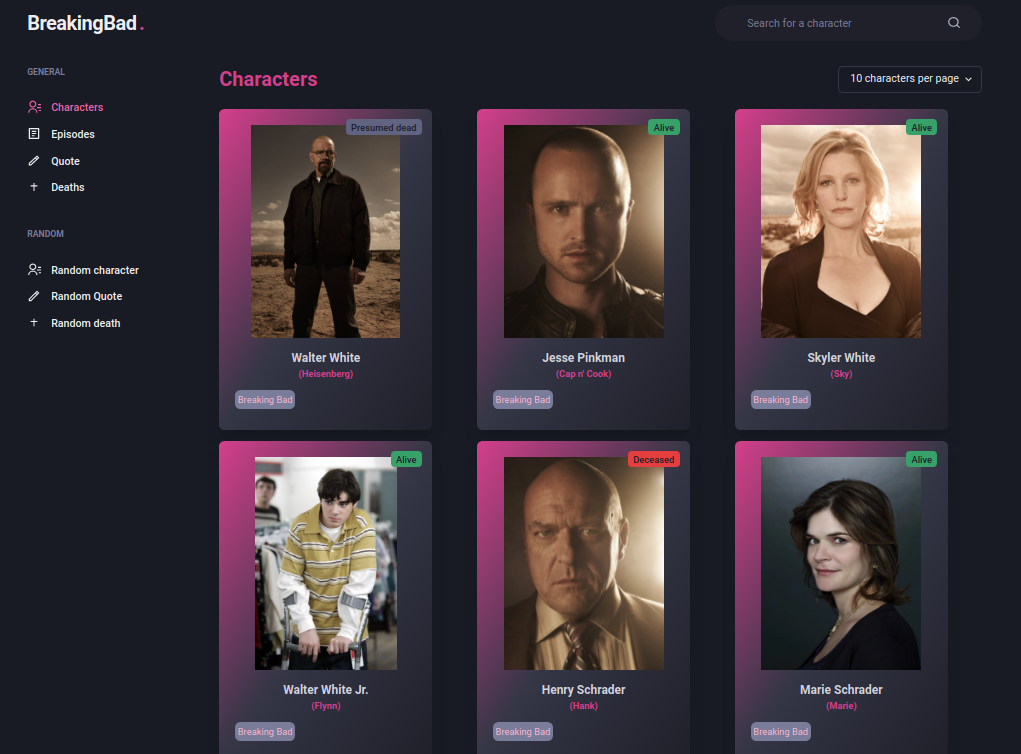 BreakingBad.
Search for a character
GENERAL
Characters
Episodes
Quote
Deaths
RANDOM
Random character
Random Quote
Random death
Characters
10 characters per page
Presumed dead
Walter White
(Heisenberg)
Breaking Bad
Alive
Jesse Pinkman
(Cap n' Cook)
Breaking Bad
Alive
Skyler White
(Sky)
Breaking Bad
Alive
Walter White Jr.
(Flynn)
Breaking Bad
Deceased
Henry Schrader
(Hank)
Breaking Bad
Alive
Marie Schrader
(Marie)
Breaking Bad